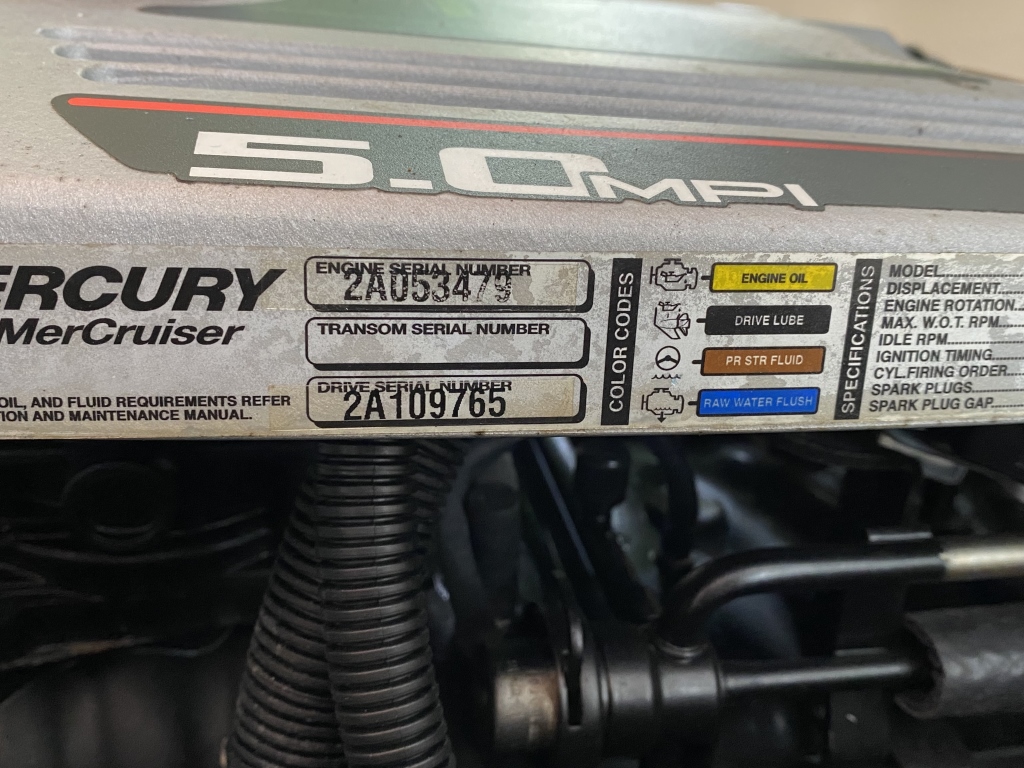 5.0 MPI
ERCURY
MerCruiser
OIL, AND FLUID REQUIREMENTS REFER
TION AND MAINTENANCE MANUAL.
ENGINE SERIAL NUMBER
2A053479
TRANSOM SERIAL NUMBER
DRIVE SERIAL NUMBER
2A109765
COLOR CODES
ENGINE OIL
DRIVE LUBE
PR STR FLUID
RAW WATER FLUSH
SPECIFICATIONS
MODEL
DISPLACEMENT
ENGINE ROTATION
MAX. W.O.T. RPM
IDLE RPM
IGNITION TIMING
CYL.FIRING ORDER
SPARK PLUGS
SPARK PLUG GAP